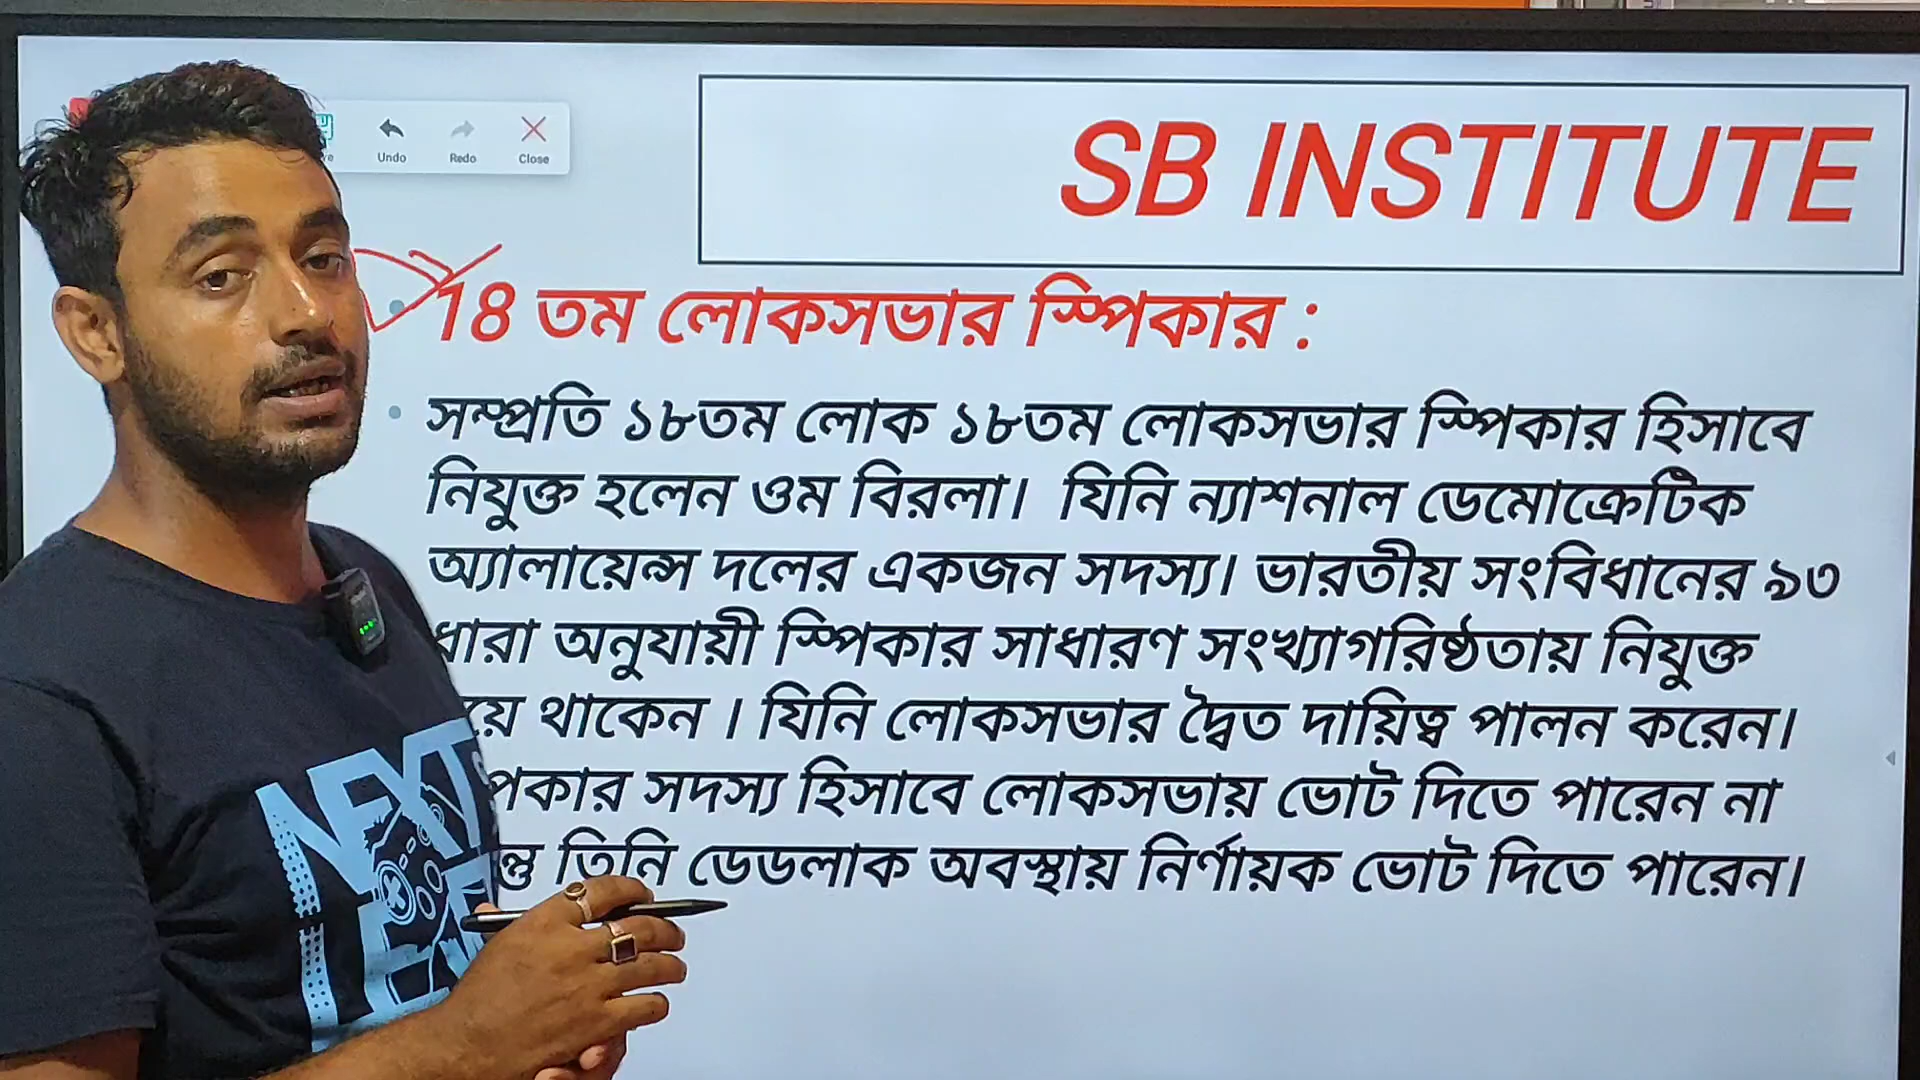 Undo Redo Close
SB INSTITUTE
18 তম লোকসভার স্পিকার :
সম্প্রতি ১৮তম লোক ১৮তম লোকসভার স্পিকার হিসাবে
নিযুক্ত হলেন ওম বিরলা। যিনি ন্যাশনাল ডেমোক্রেটিক
অ্যালায়েন্স দলের একজন সদস্য। ভারতীয় সংবিধানের ৯৩
ধারা অনুযায়ী স্পিকার সাধারণ সংখ্যাগরিষ্ঠতায় নিযুক্ত
থাকেন । যিনি লোকসভার দ্বৈত দায়িত্ব পালন করেন।
সদস্য হিসাবে লোকসভায় ভোট দিতে পারেন না
তিনি ডেডলাক অবস্থায় নির্ণায়ক ভোট দিতে পারেন।